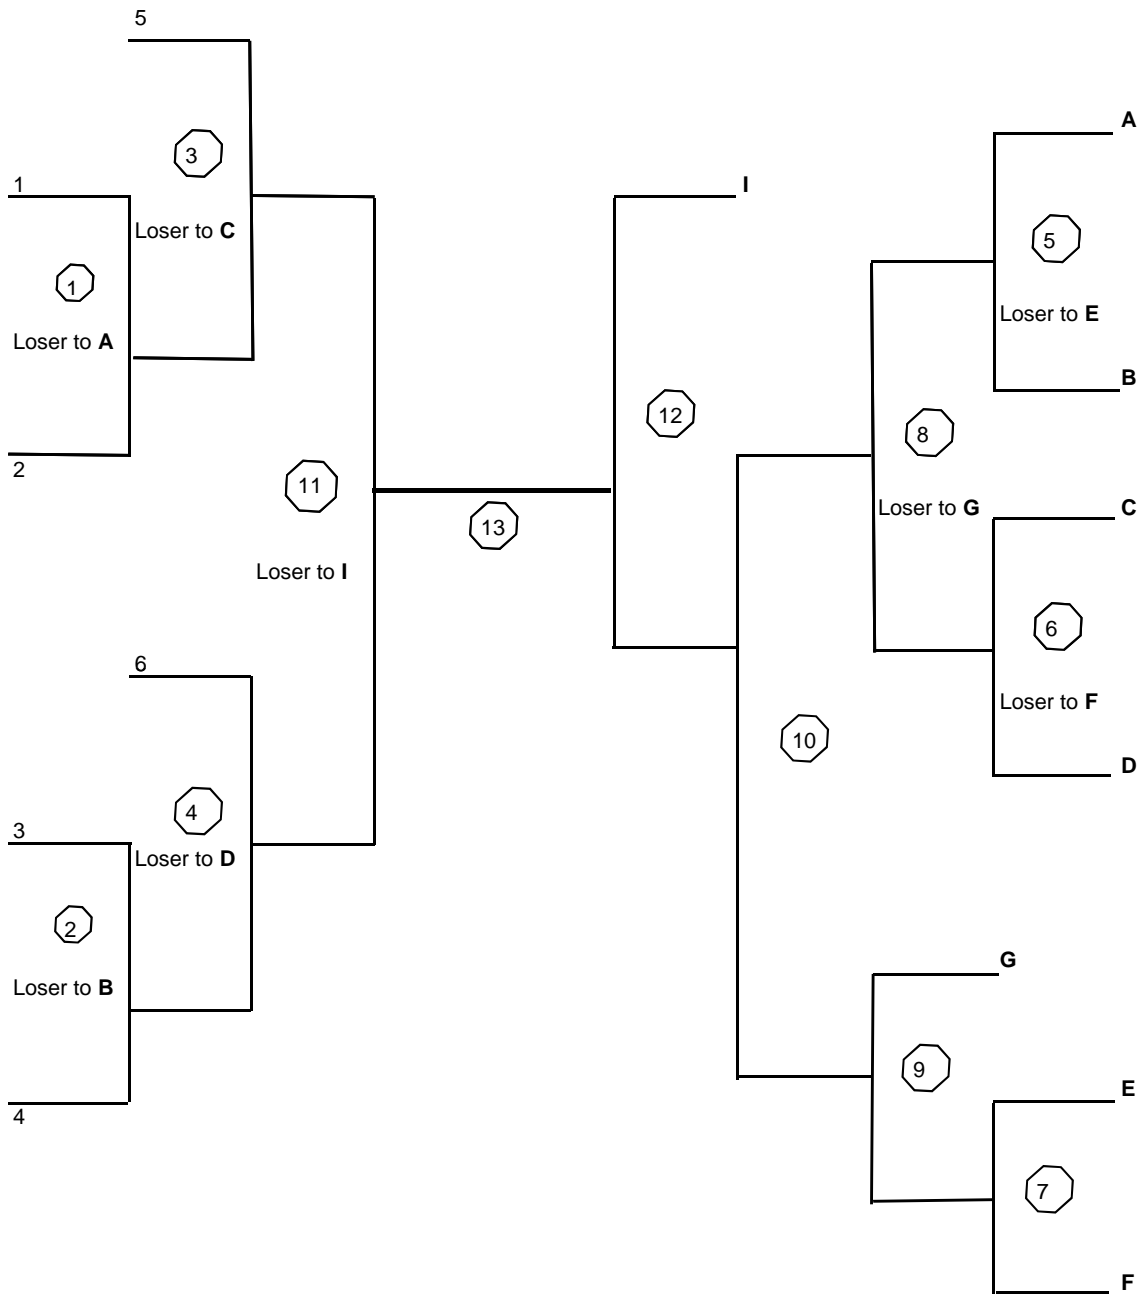 5
A
3
1
I
Loser to C
5
1
Loser to E
Loser to A
B
12
8
2
11
Loser to G
C
13
Loser to I
6
6
Loser to F
10
D
4
3
Loser to D
2
G
Loser to B
9
E
4
7
F